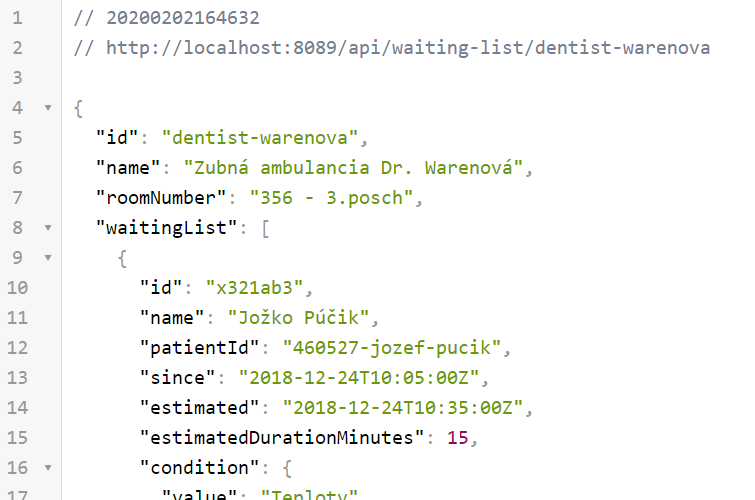 1 // 20200202164632
2 // http://localhost:8089/api/waiting-list/dentist-warenova
3
4 {
5 "id": "dentist-warenova",
6 "name": "Zubná ambulancia Dr. Warenová",
7 "roomNumber": "356 - 3.posch",
8 "waitingList": [
9 {
10 "id": "x321ab3",
11 "name": "Jožko Púčik",
12 "patientId": "460527-jozef-pucik",
13 "since": "2018-12-24T10:05:00Z",
14 "estimated": "2018-12-24T10:35:00Z",
15 "estimatedDurationMinutes": 15,
16 "condition": {
17 "value": "Teploty"